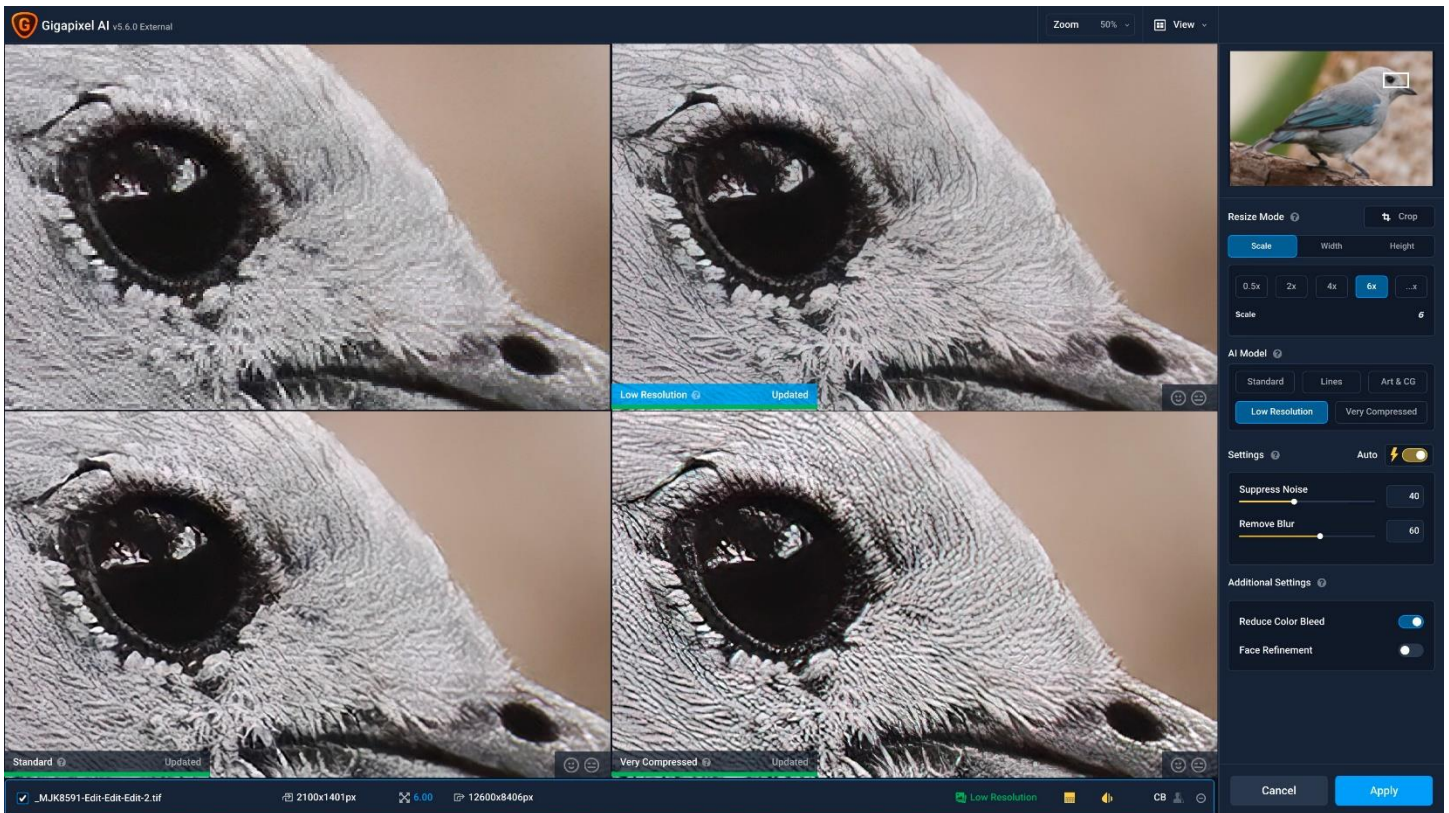 Gigapixel AI v5.6.0 External
Zoom 50%
View
Resize Mode
Crop
Scale Width Height
0.5x 2x 4x 6x ...x
Scale 6
AI Model
Standard Lines Art & CG
Low Resolution Very Compressed
Settings Auto
Suppress Noise 40
Remove Blur 60
Additional Settings
Reduce Color Bleed
Face Refinement
Cancel Apply
Low Resolution Updated
Standard Updated
Very Compressed Updated
_MJK8591-Edit-Edit-Edit-2.tif 2100x1401px 6.00 12600x8406px Low Resolution CB